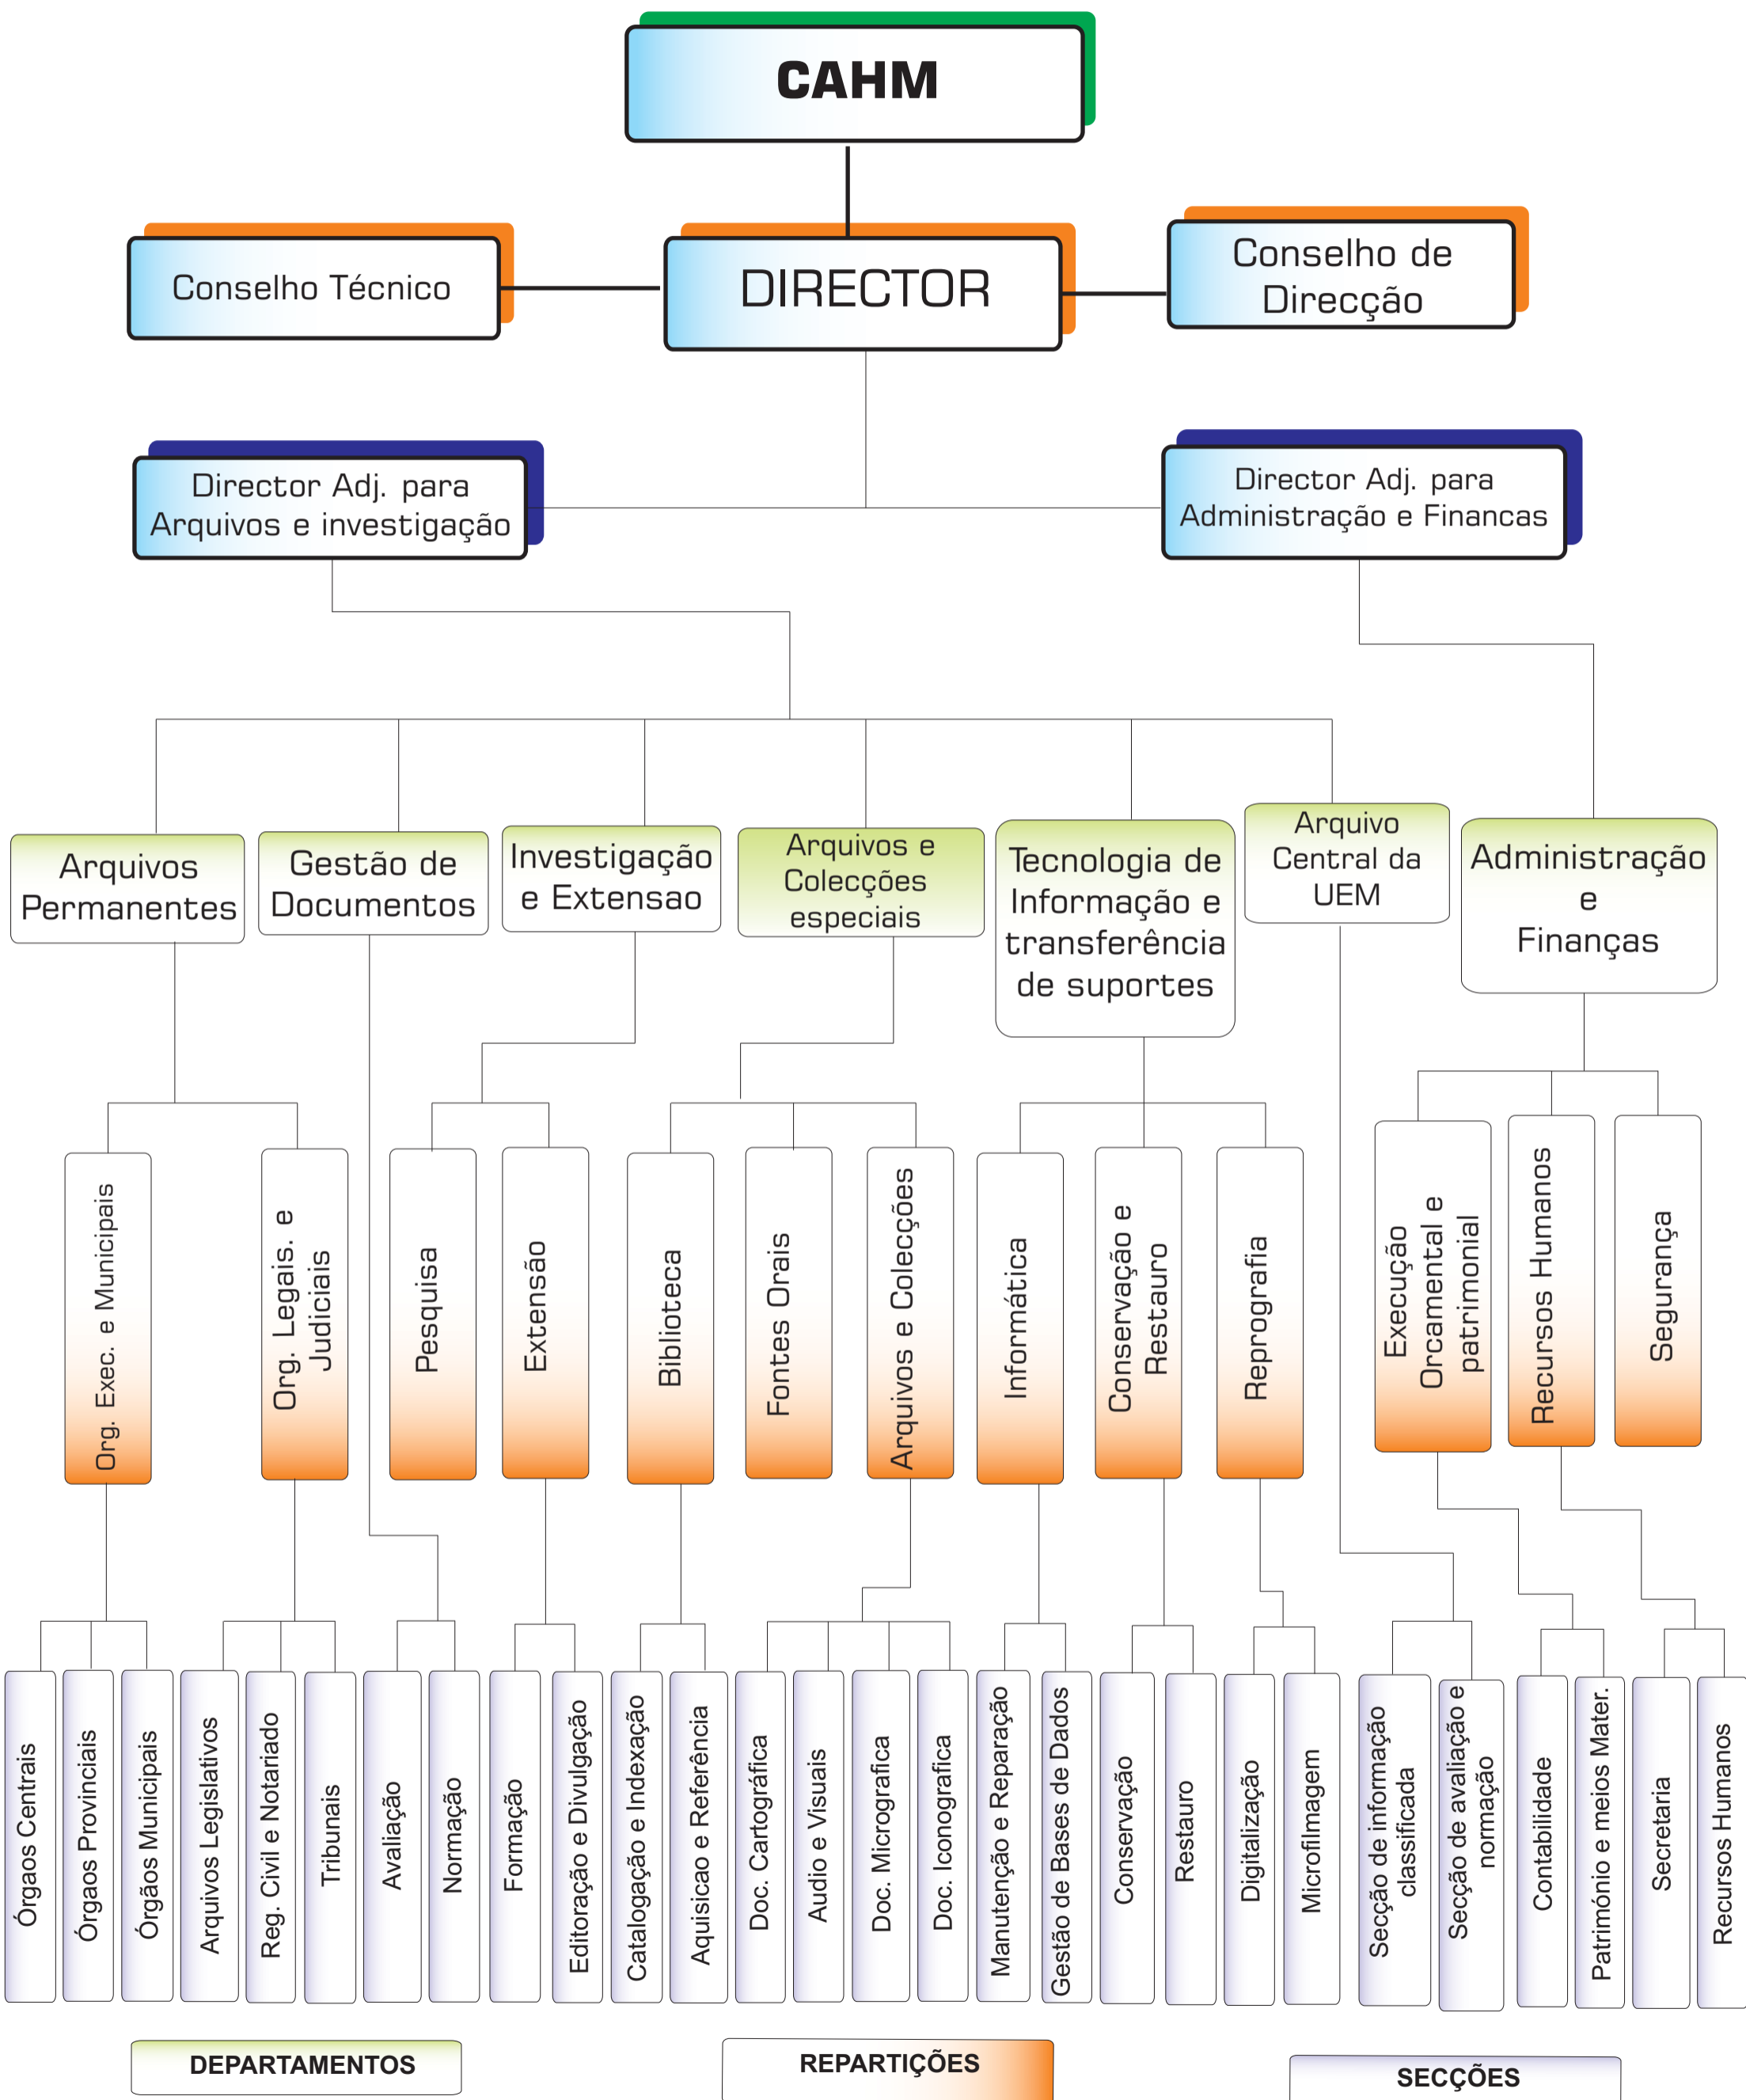 CAHM
Conselho Técnico
DIRECTOR
Conselho de
Direcção
Director Adj. para
Arquivos e investigação
Director Adj. para
Administração e Financas
Arquivos
Permanentes
Gestão de
Documentos
Investigação
e Extensao
Arquivos e
Colecções
especiais
Tecnologia de
Informação e
transferência
de suportes
Arquivo
Central da
UEM
Administração
e
Finanças
Org. Exec. e Municipais
Org. Legais. e
Judiciais
Pesquisa
Extensão
Biblioteca
Fontes Orais
Arquivos e Colecções
Informática
Conservação e
Restauro
Reprografia
Execução
Orcamental e
patrimonial
Recursos Humanos
Segurança
Órgaos Centrais
Órgaos Provinciais
Órgãos Municipais
Arquivos Legislativos
Reg. Civil e Notariado
Tribunais
Avaliação
Normação
Formação
Editoração e Divulgação
Catalogação e Indexação
Aquisicao e Referência
Doc. Cartográfica
Audio e Visuais
Doc. Micrografica
Doc. Iconografica
Manutenção e Reparação
Gestão de Bases de Dados
Conservação
Restauro
Digitalização
Microfilmagem
Secção de informação
classificada
Secção de avaliação e
normação
Contabilidade
Património e meios Mater.
Secretaria
Recursos Humanos
DEPARTAMENTOS
REPARTIÇÕES
SECÇÕES